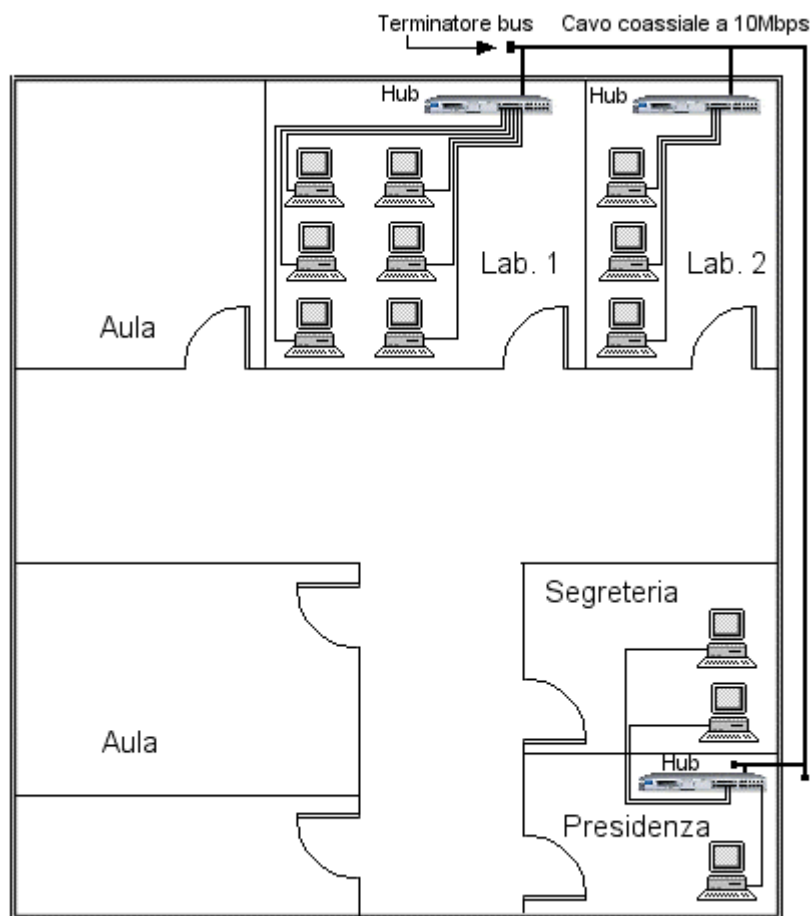 Terminatore bus
Cavo coassiale a 10Mbps
Hub
Hub
Lab. 1
Lab. 2
Aula
Segreteria
Aula
Hub
Presidenza